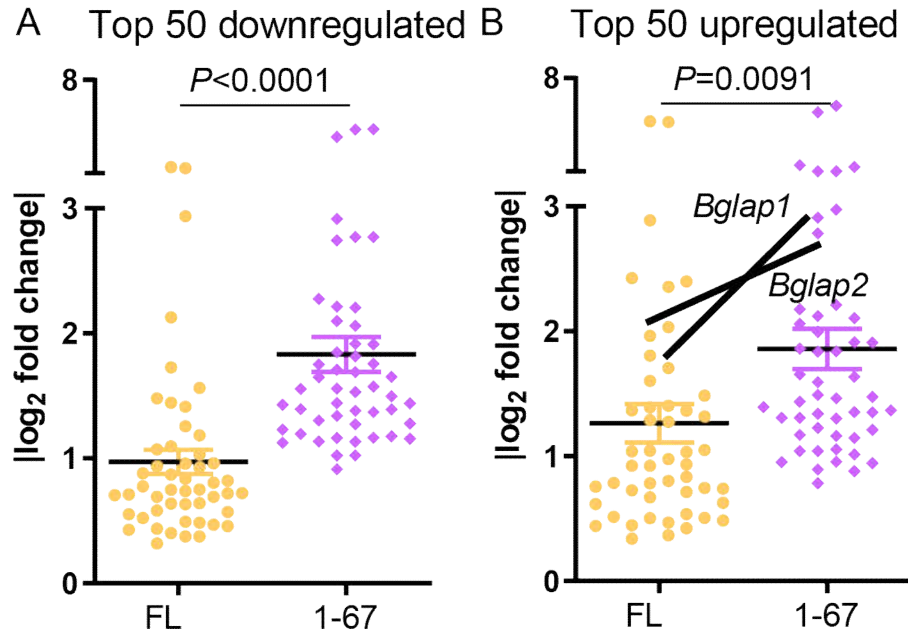 A Top 50 downregulated
P<0.0001
|log2 fold change|
8
3
2
1
0
FL 1-67
B Top 50 upregulated
P=0.0091
|log2 fold change|
8
3
2
1
0
Bglap1
Bglap2
FL 1-67